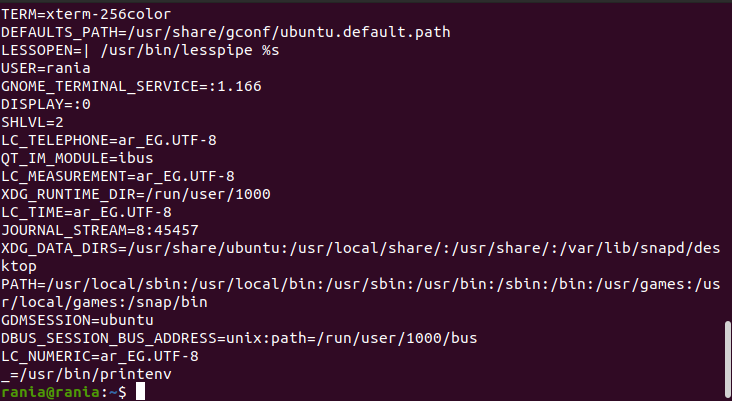 TERM=xterm-256color
DEFAULTS_PATH=/usr/share/gconf/ubuntu.default.path
LESSOPEN=| /usr/bin/lesspipe %s
USER=rania
GNOME_TERMINAL_SERVICE=:1.166
DISPLAY=:0
SHLVL=2
LC_TELEPHONE=ar_EG.UTF-8
QT_IM_MODULE=ibus
LC_MEASUREMENT=ar_EG.UTF-8
XDG_RUNTIME_DIR=/run/user/1000
LC_TIME=ar_EG.UTF-8
JOURNAL_STREAM=8:45457
XDG_DATA_DIRS=/usr/share/ubuntu:/usr/local/share/:/usr/share/:/var/lib/snapd/des
ktop
PATH=/usr/local/sbin:/usr/local/bin:/usr/sbin:/usr/bin:/sbin:/bin:/usr/games:/us
r/local/games:/snap/bin
GDMSESSION=ubuntu
DBUS_SESSION_BUS_ADDRESS=unix:path=/run/user/1000/bus
LC_NUMERIC=ar_EG.UTF-8
_=/usr/bin/printenv
rania@rania:~$